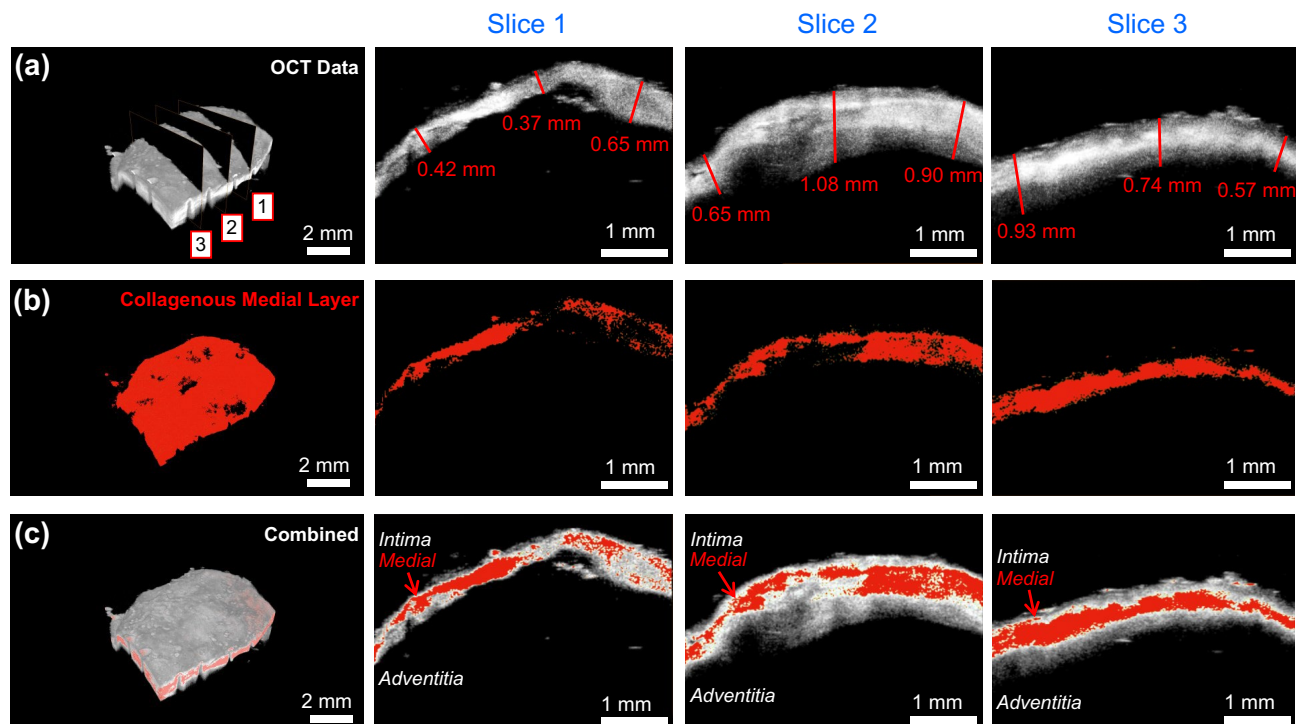 Slice 1
Slice 2
Slice 3
(a)
OCT Data
1
2
3
2 mm
0.42 mm
0.37 mm
0.65 mm
1 mm
0.65 mm
1.08 mm
0.90 mm
1 mm
0.93 mm
0.74 mm
0.57 mm
1 mm
(b)
Collagenous Medial Layer
2 mm
1 mm
1 mm
1 mm
(c)
Combined
2 mm
Intima
Medial
Adventitia
1 mm
Intima
Medial
Adventitia
1 mm
Intima
Medial
Adventitia
1 mm